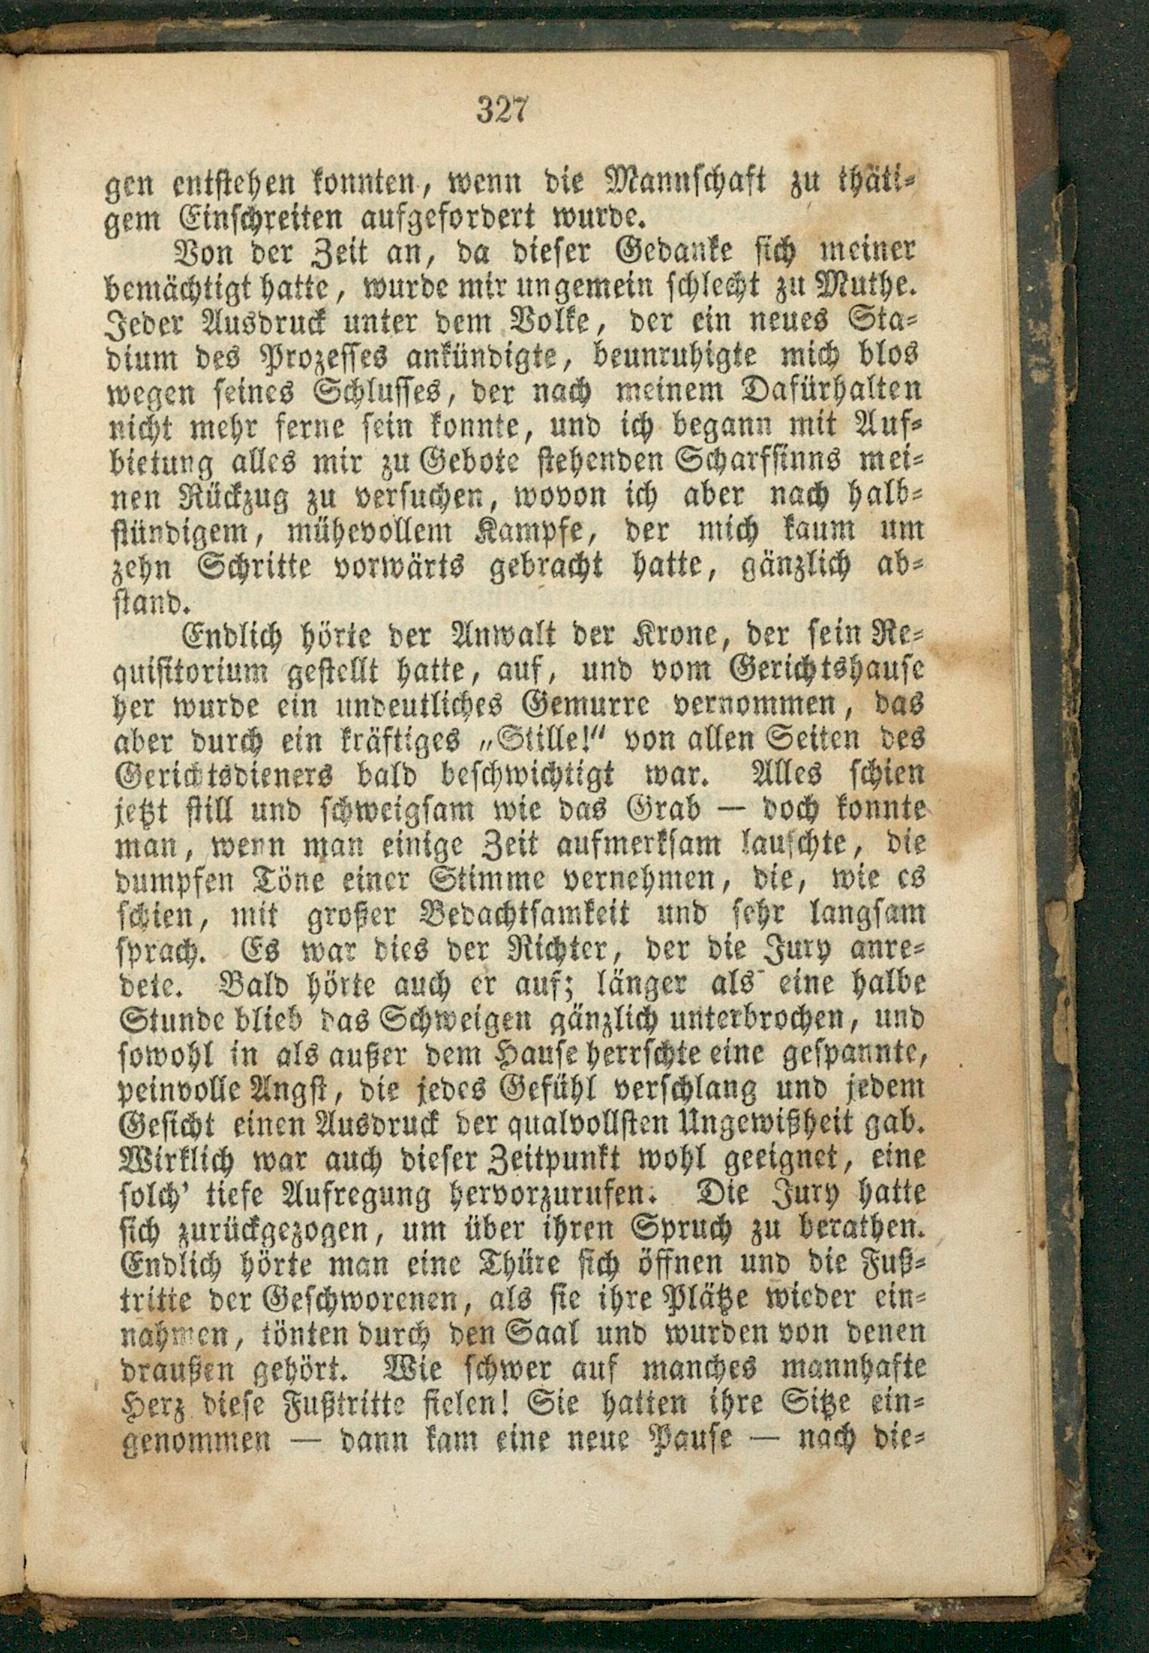 327
gen entstehen konnten, wenn die Mannschaft zu thäti-
gem Einschreiten aufgefordert wurde.
Von der Zeit an, da dieser Gedanke sich meiner
bemächtigt hatte, wurde mir ungemein schlecht zu Muthe.
Jeder Ausdruck unter dem Volke, der ein neues Sta-
dium des Prozesses ankündigte, beunruhigte mich blos
wegen seines Schlusses, der nach meinem Dafürhalten
nicht mehr ferne sein konnte, und ich begann mit Auf-
bietung alles mir zu Gebote stehenden Scharfsinns mei-
nen Rückzug zu versuchen, wovon ich aber nach halb-
stündigem, mühevollem Kampfe, der mich kaum um
zehn Schritte vorwärts gebracht hatte, gänzlich ab-
stand.
Endlich hörte der Anwalt der Krone, der sein Re-
quisitorium gestellt hatte, auf, und vom Gerichtshause
her wurde ein undeutliches Gemurre vernommen, das
aber durch ein kräftiges „Stille!“ von allen Seiten des
Gerichtsdieners bald beschwichtigt war. Alles schien
jetzt still und schweigsam wie das Grab — doch konnte
man, wenn man einige Zeit aufmerksam lauschte, die
dumpfen Töne einer Stimme vernehmen, die, wie es
schien, mit großer Bedachtsamkeit und sehr langsam
sprach. Es war dies der Richter, der die Jury anre-
dete. Bald hörte auch er auf; länger als eine halbe
Stunde blieb das Schweigen gänzlich unterbrochen, und
sowohl in als außer dem Hause herrschte eine gespannte,
peinvolle Angst, die jedes Gefühl verschlang und jedem
Gesicht einen Ausdruck der qualvollsten Ungewißheit gab.
Wirklich war auch dieser Zeitpunkt wohl geeignet, eine
solch' tiefe Aufregung hervorzurufen. Die Jury hatte
sich zurückgezogen, um über ihren Spruch zu berathen.
Endlich hörte man eine Thüre sich öffnen und die Fuß-
tritte der Geschworenen, als sie ihre Plätze wieder ein-
nahmen, tönten durch den Saal und wurden von denen
draußen gehört. Wie schwer auf manches mannhafte
Herz diese Fußtritte fielen! Sie hatten ihre Sitze ein-
genommen — dann kam eine neue Pause — nach die-